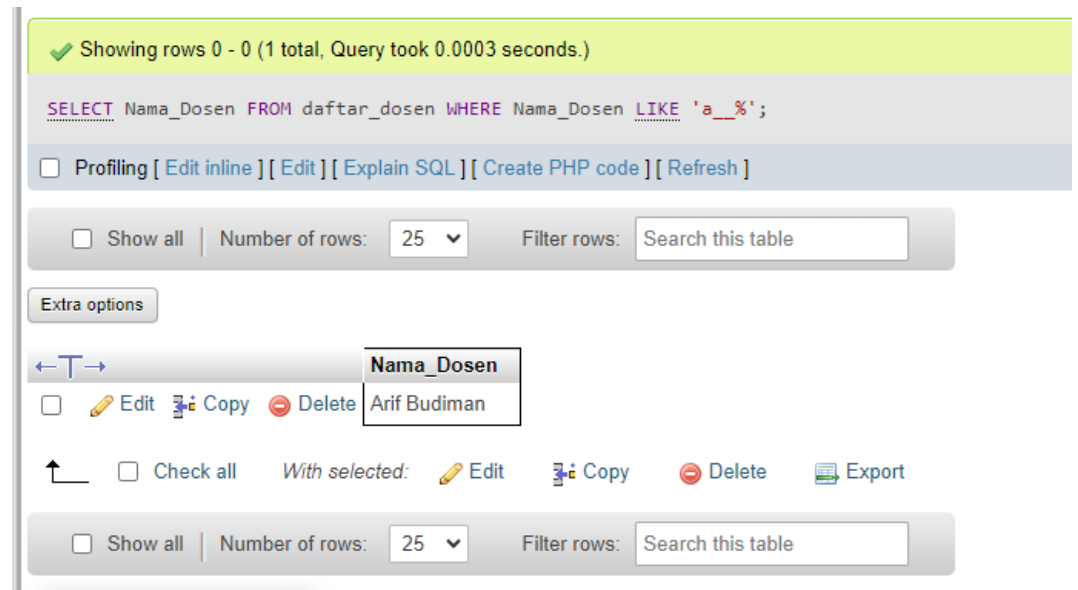 Showing rows 0 - 0 (1 total, Query took 0.0003 seconds.)
SELECT Nama_Dosen FROM daftar_dosen WHERE Nama_Dosen LIKE 'a__%';
Profiling [ Edit inline ] [ Edit ] [ Explain SQL ] [ Create PHP code ] [ Refresh ]
Show all | Number of rows: 25 Filter rows: Search this table
Extra options
←T→ Nama_Dosen
Edit Copy Delete Arif Budiman
Check all With selected: Edit Copy Delete Export
Show all | Number of rows: 25 Filter rows: Search this table